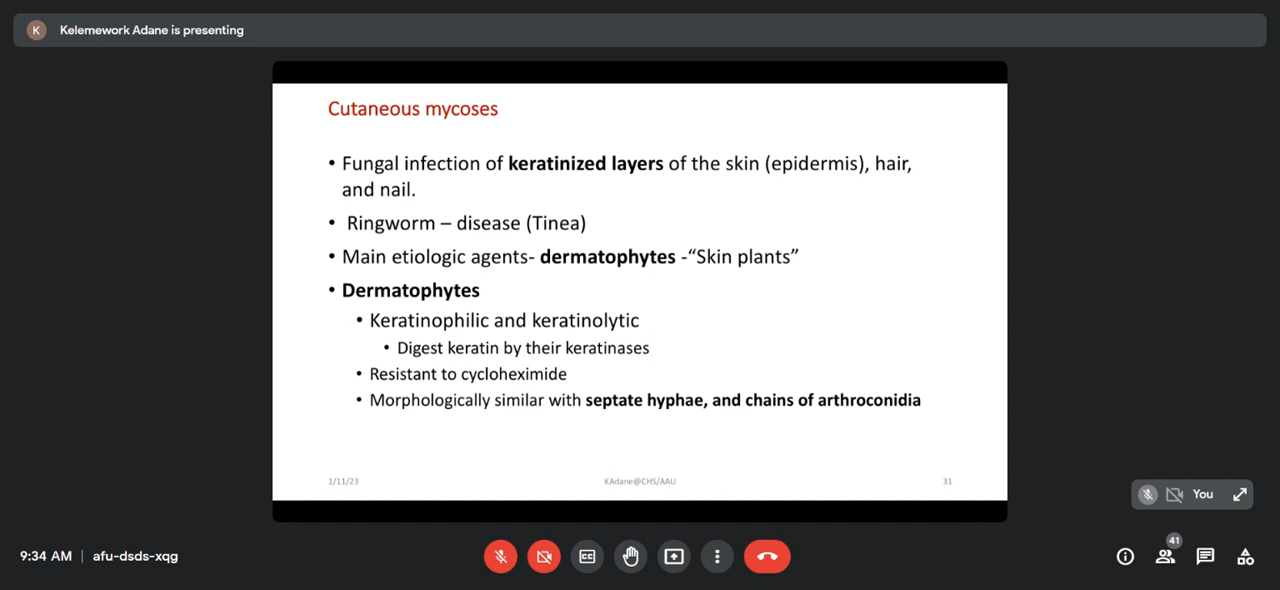 K Kelemework Adane is presenting
Cutaneous mycoses
• Fungal infection of keratinized layers of the skin (epidermis), hair,
and nail.
• Ringworm – disease (Tinea)
• Main etiologic agents- dermatophytes -“Skin plants”
• Dermatophytes
• Keratinophilic and keratinolytic
• Digest keratin by their keratinases
• Resistant to cycloheximide
• Morphologically similar with septate hyphae, and chains of arthroconidia
1/11/23 KAdane@CHS/AAU 31
You
9:34 AM | afu-dsds-xqg
CC
41